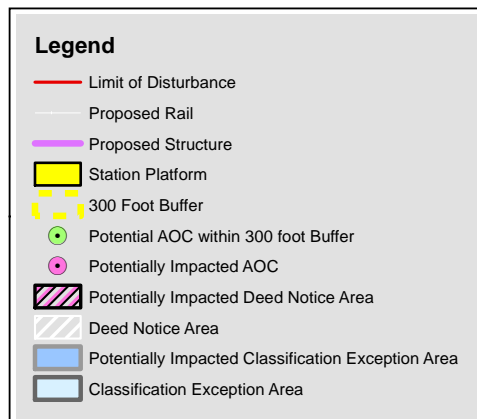 Legend
Limit of Disturbance
Proposed Rail
Proposed Structure
Station Platform
300 Foot Buffer
Potential AOC within 300 foot Buffer
Potentially Impacted AOC
Potentially Impacted Deed Notice Area
Deed Notice Area
Potentially Impacted Classification Exception Area
Classification Exception Area